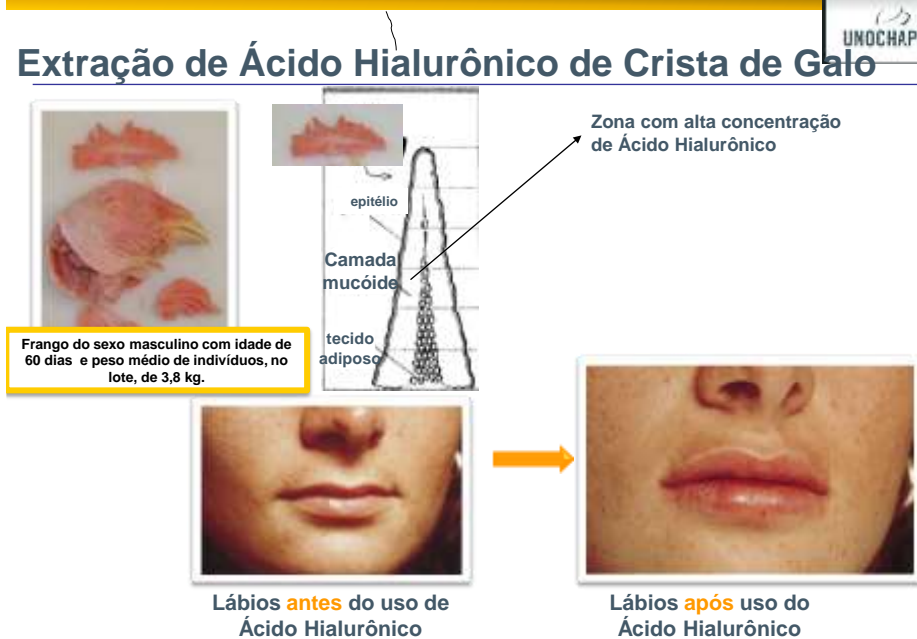 UNOCHAP
Extração de Ácido Hialurônico de Crista de Galo
Zona com alta concentração
de Ácido Hialurônico
epitélio
Camada
mucóide
tecido
adiposo
Frango do sexo masculino com idade de
60 dias e peso médio de indivíduos, no
lote, de 3,8 kg.
Lábios antes do uso de
Ácido Hialurônico
Lábios após uso do
Ácido Hialurônico